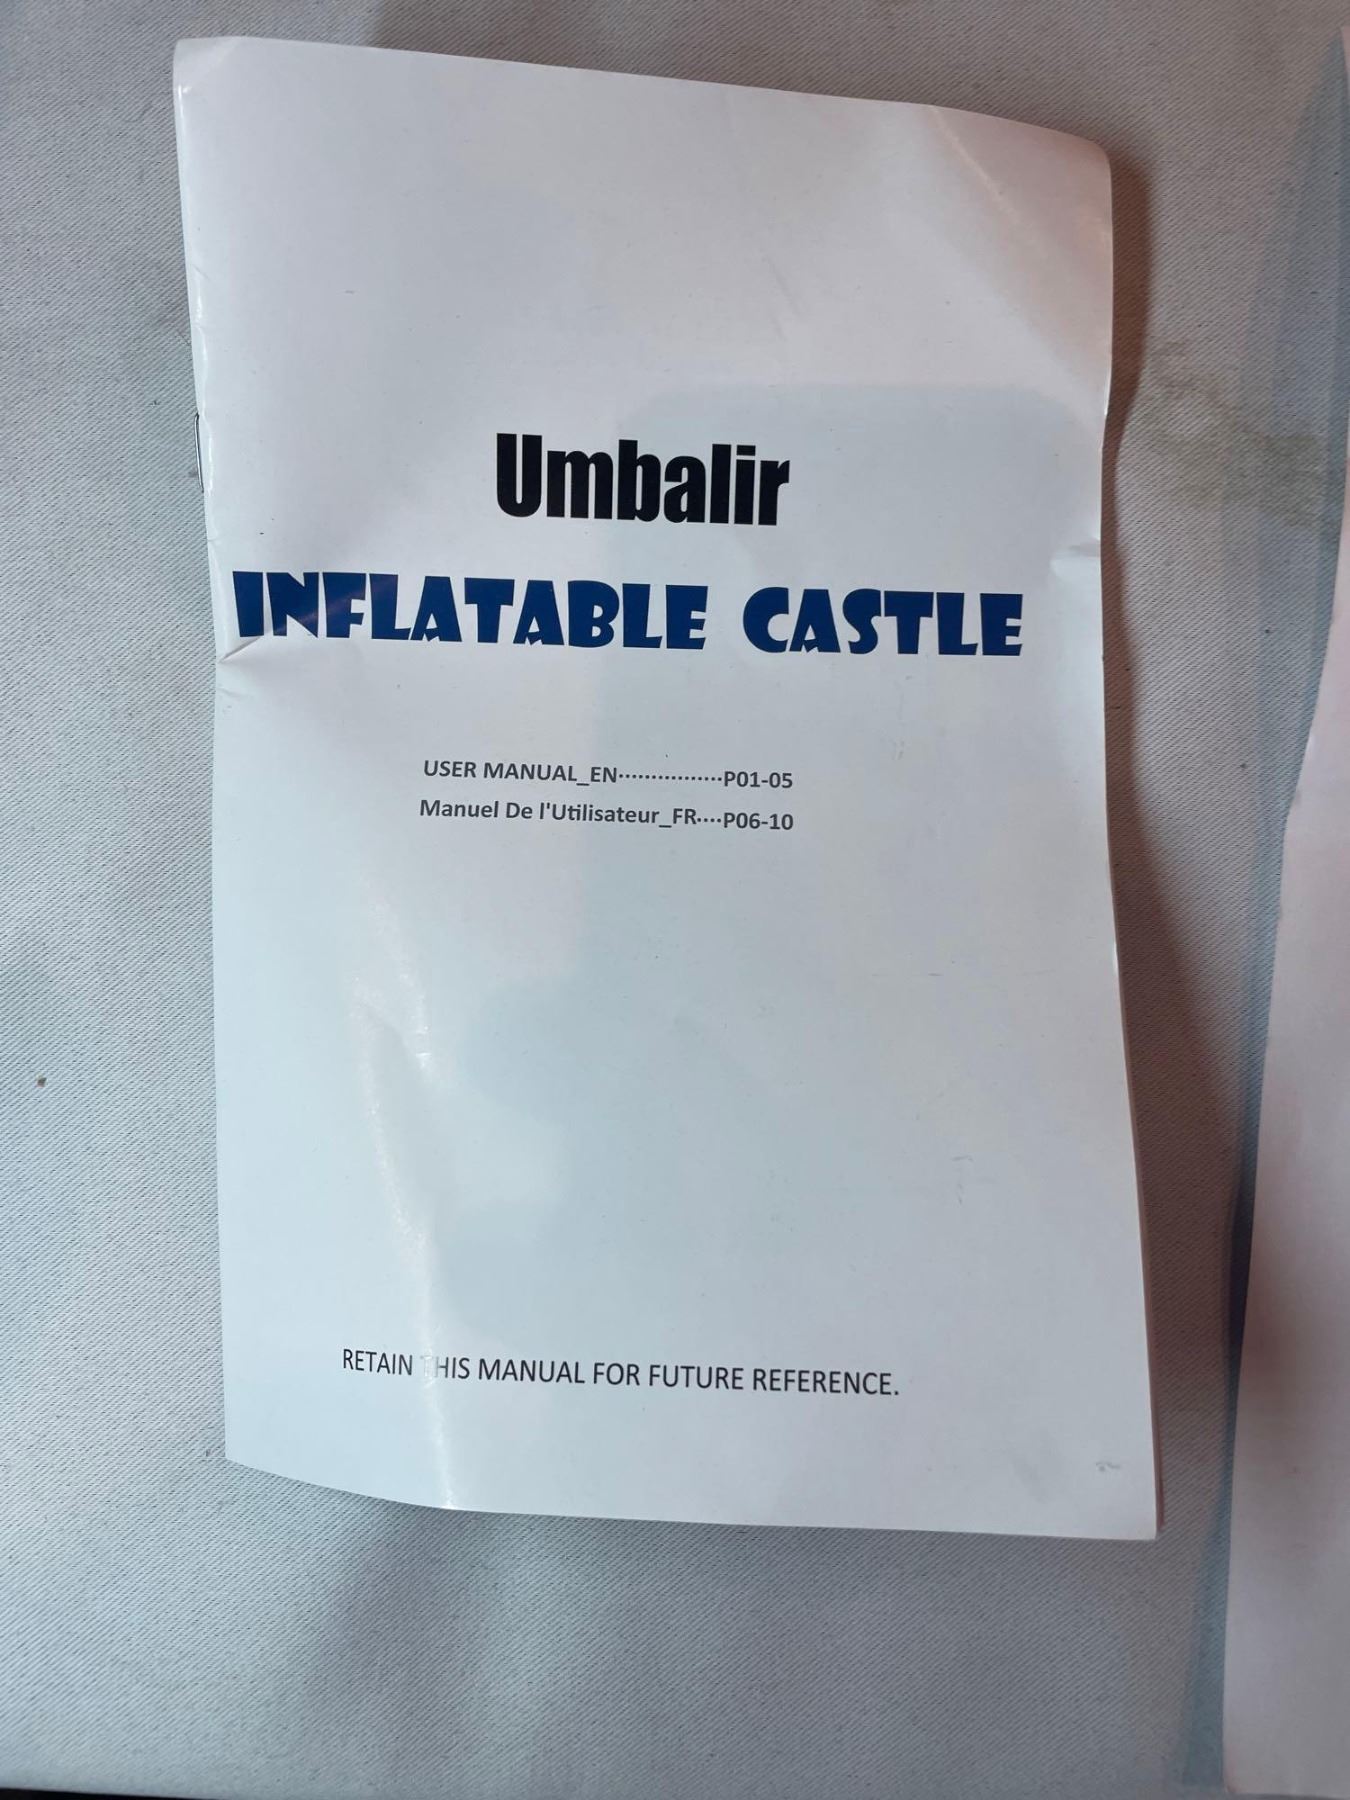 Umbalir
INFLATABLE CASTLE
USER MANUAL_EN················P01-05
Manuel De l'Utilisateur_FR····P06-10
RETAIN THIS MANUAL FOR FUTURE REFERENCE.